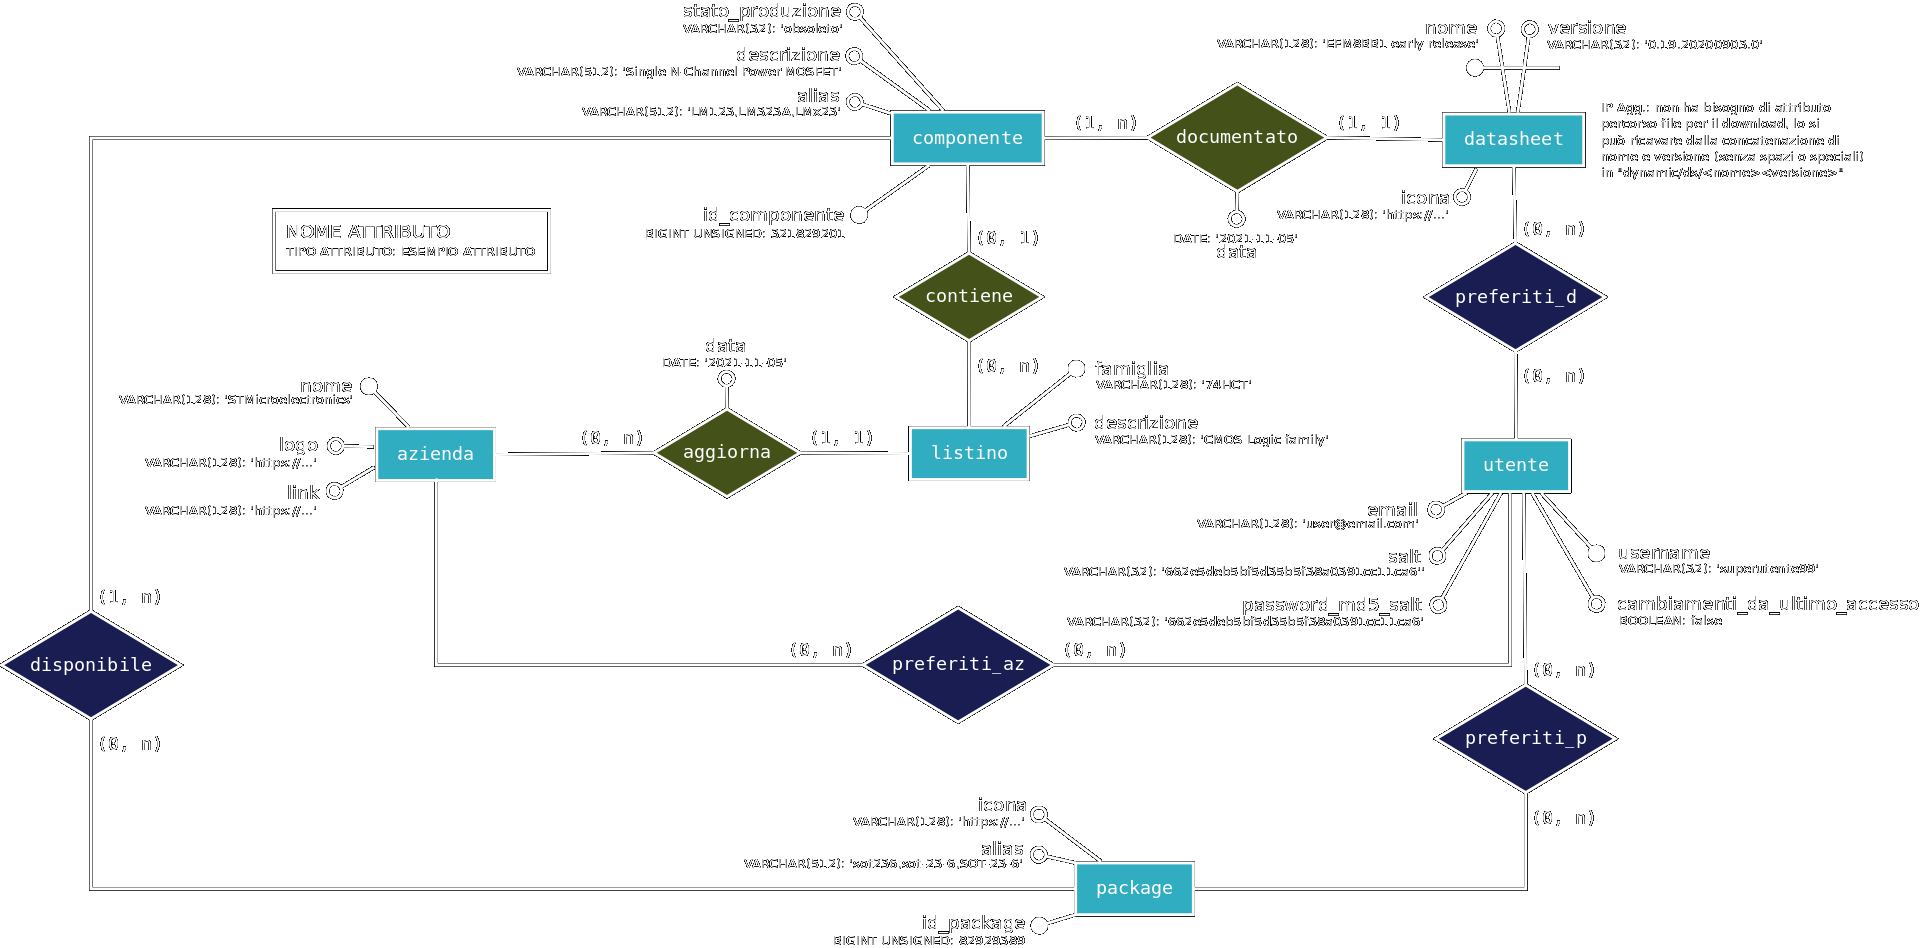 stato_produzione
VARCHAR(32): 'obsoleto'
descrizione
VARCHAR(512): 'Single N-Channel Power MOSFET'
alias
VARCHAR(512): 'LM123,LM323A,LMx23'
componente
id_componente
BIGINT UNSIGNED: 321829201
(1, n)
documentato
(1, 1)
DATE: '2021-11-05'
data
nome
VARCHAR(128): 'EFM8BB1 early release'
versione
VARCHAR(32): '0.19.20200903.0'
datasheet
icona
VARCHAR(128): 'https://...'
II° Agg.: non ha bisogno di attributo
percorso file per il download, lo si
può ricavare dalla concatenazione di
nome e versione (senza spazi o speciali)
in "dynamic/ds/<nome><versione>"
NOME ATTRIBUTO
TIPO ATTRIBUTO: ESEMPIO ATTRIBUTO
(0, 1)
contiene
(0, n)
(0, n)
preferiti_d
(0, n)
data
DATE: '2021-11-05'
nome
VARCHAR(128): 'STMicroelectronics'
logo
VARCHAR(128): 'https://...'
link
VARCHAR(128): 'https://...'
azienda
(0, n)
aggiorna
(1, 1)
listino
famiglia
VARCHAR(128): '74HCT'
descrizione
VARCHAR(128): 'CMOS Logic family'
utente
email
VARCHAR(128): 'user@email.com'
salt
VARCHAR(32): '662e5deb5bf5d35b5f38a0391cc11ca6''
password_md5_salt
VARCHAR(32): '662e5deb5bf5d35b5f38a0391cc11ca6'
username
VARCHAR(32): 'superutente99'
cambiamenti_da_ultimo_accesso
BOOLEAN: false
(1, n)
disponibile
(0, n)
(0, n)
preferiti_az
(0, n)
(0, n)
preferiti_p
(0, n)
icona
VARCHAR(128): 'https://...'
alias
VARCHAR(512): 'sot236,sot-23-6,SOT-23-6'
package
id_package
BIGINT UNSIGNED: 82929389